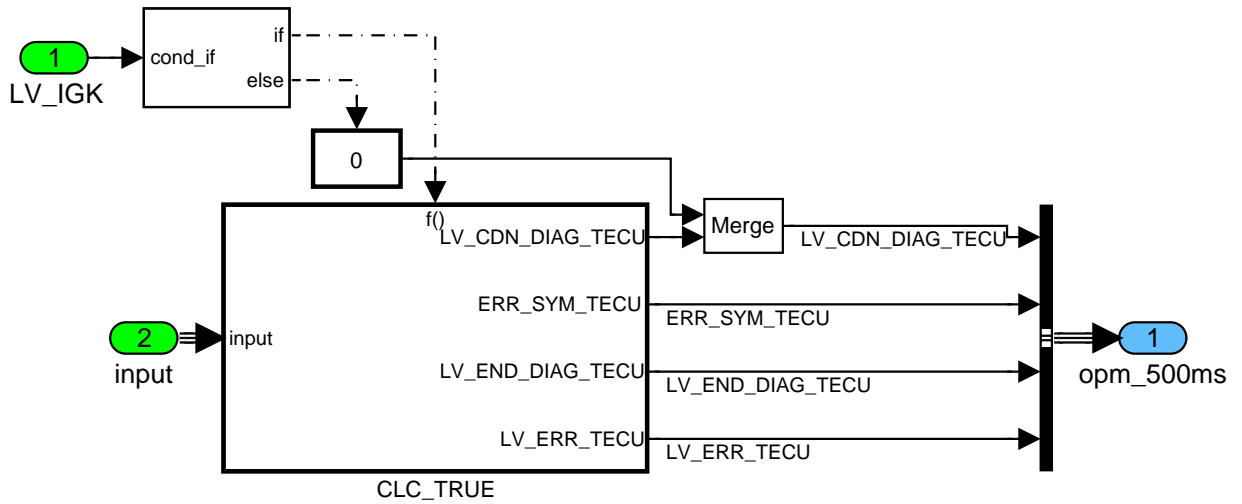 if
1
cond_if
else
LV_IGK
0
f()
Merge
LV_CDN_DIAG_TECU
LV_CDN_DIAG_TECU
ERR_SYM_TECU
ERR_SYM_TECU
2
input
1
input
LV_END_DIAG_TECU
LV_END_DIAG_TECU
opm_500ms
LV_ERR_TECU
LV_ERR_TECU
CLC_TRUE